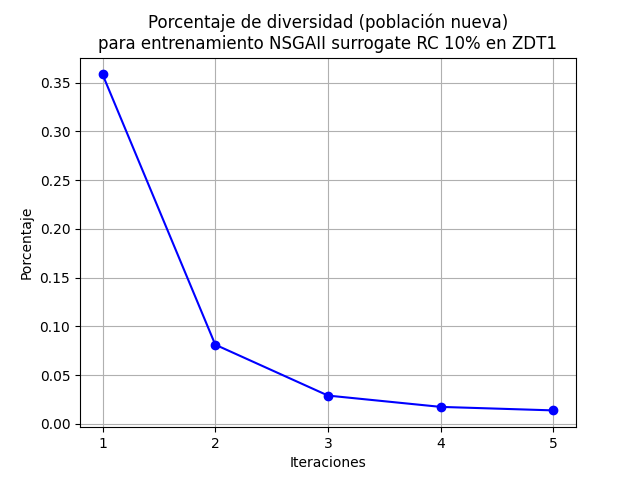 Porcentaje de diversidad (población nueva)
para entrenamiento NSGAII surrogate RC 10% en ZDT1
0.35
0.30
0.25
0.20
0.15
0.10
0.05
0.00
Porcentaje
1 2 3 4 5
Iteraciones